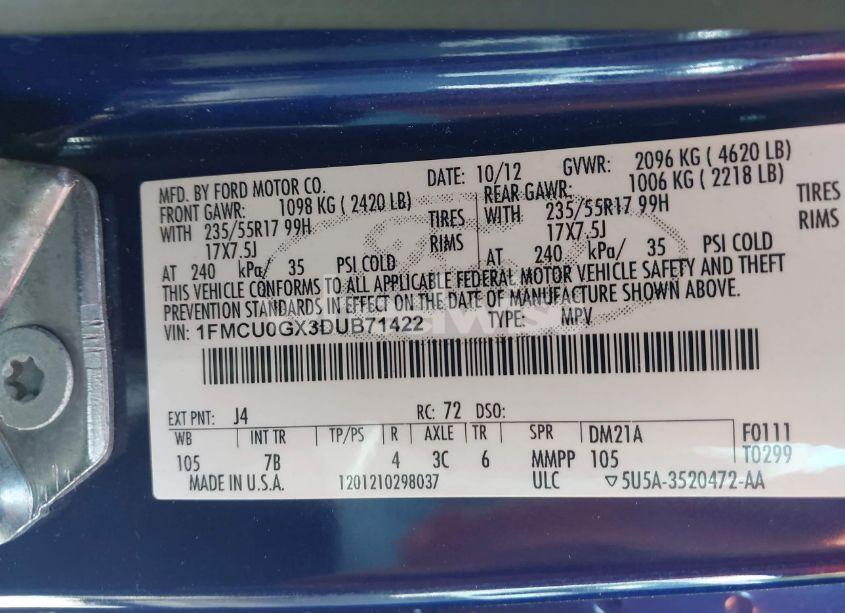 MFD. BY FORD MOTOR CO. DATE: 10/12 GVWR: 2096 KG ( 4620 LB)
FRONT GAWR: 1098 KG ( 2420 LB) REAR GAWR: 1006 KG ( 2218 LB)
WITH 235/55R17 99H TIRES WITH 235/55R17 99H TIRES
17X7.5J RIMS 17X7.5J RIMS
AT 240 kPa/ 35 PSI COLD AT 240 kPa/ 35 PSI COLD
THIS VEHICLE CONFORMS TO ALL APPLICABLE FEDERAL MOTOR VEHICLE SAFETY AND THEFT
PREVENTION STANDARDS IN EFFECT ON THE DATE OF MANUFACTURE SHOWN ABOVE.
VIN: 1FMCU0GX3DUB71422 TYPE: MPV
EXT PNT: J4 RC: 72 DSO:
WB INT TR TP/PS R AXLE TR SPR DM21A F0111
105 7B 4 3C 6 MMPP 105 T0299
MADE IN U.S.A. 1201210298037 ULC ▽5U5A-3520472-AA